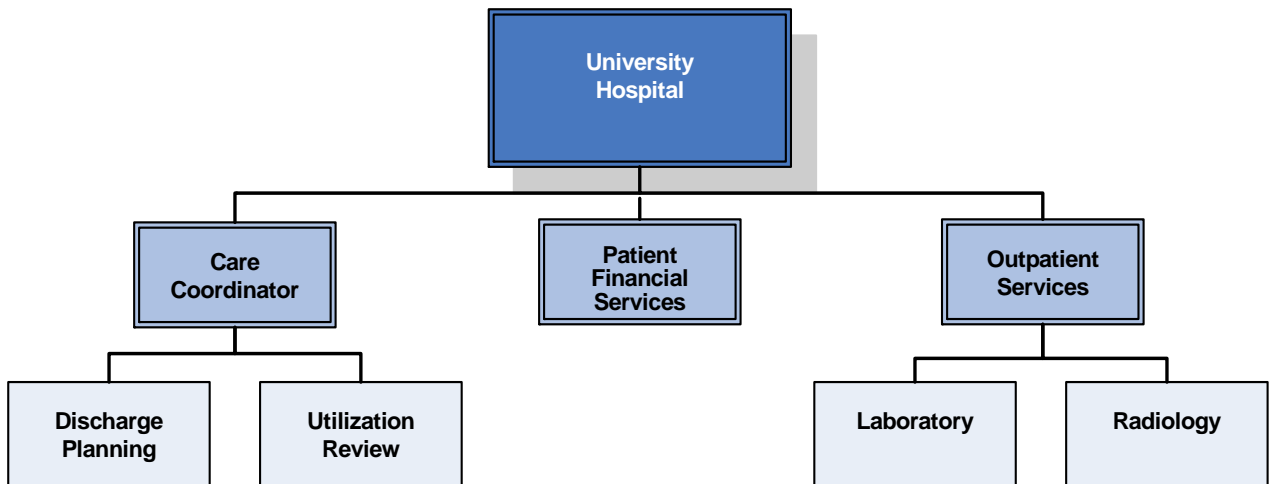 University
Hospital
Care
Coordinator
Patient
Financial
Services
Outpatient
Services
Discharge
Planning
Utilization
Review
Laboratory
Radiology